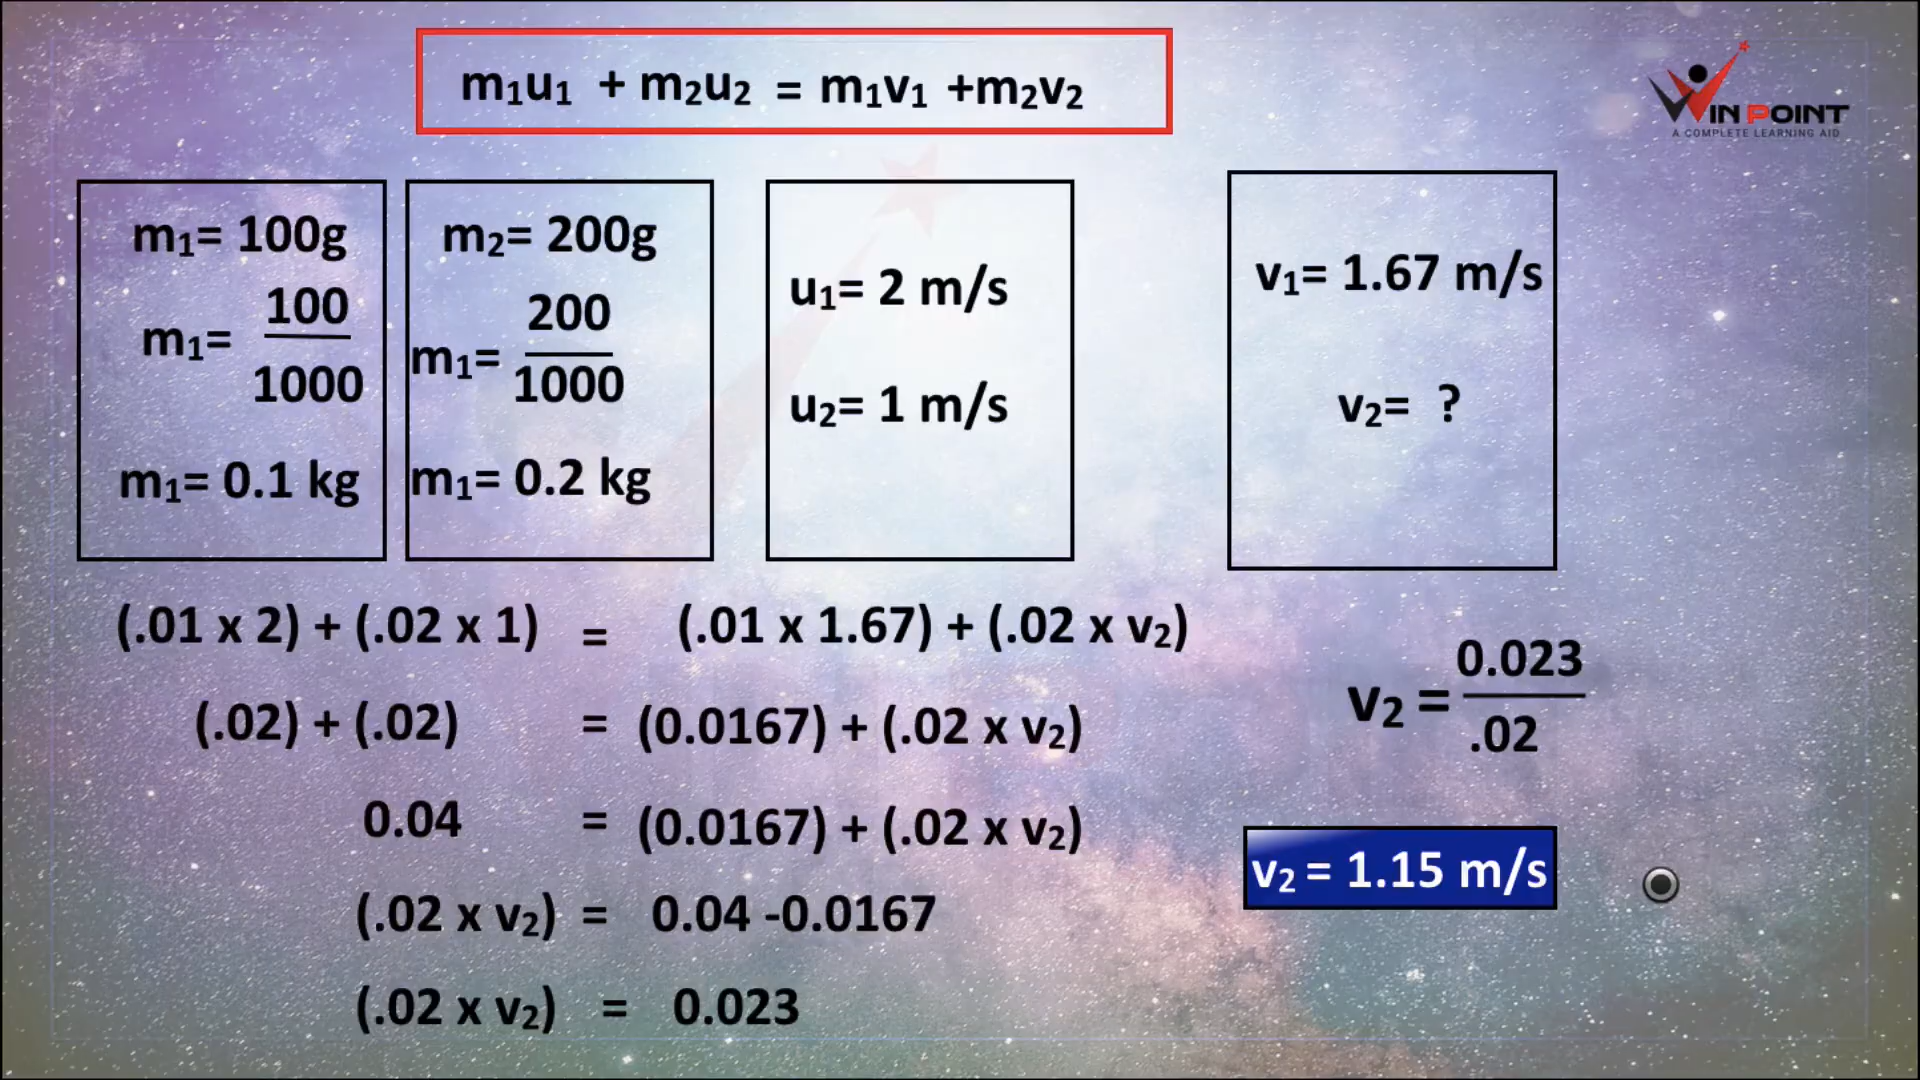 m₁u₁ + m₂u₂ = m₁v₁ +m₂v₂
WIN POINT
A COMPLETE LEARNING AID
m₁= 100g
m₁= 100
1000
m₁= 0.1 kg
m₂= 200g
m₁= 200
1000
m₁= 0.2 kg
u₁= 2 m/s
u₂= 1 m/s
v₁= 1.67 m/s
v₂= ?
(.01 x 2) + (.02 x 1) = (.01 x 1.67) + (.02 x v₂)
(.02) + (.02) = (0.0167) + (.02 x v₂)
0.04 = (0.0167) + (.02 x v₂)
(.02 x v₂) = 0.04 -0.0167
(.02 x v₂) = 0.023
v₂ = 0.023
.02
v₂ = 1.15 m/s